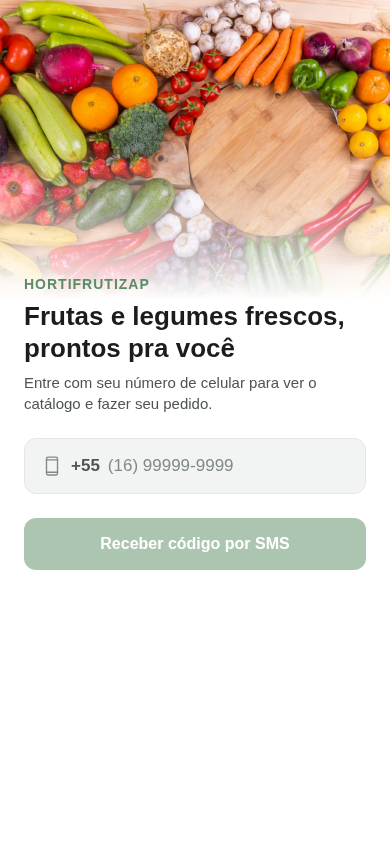 HORTIFRUTIZAP
Frutas e legumes frescos,
prontos pra você
Entre com seu número de celular para ver o
catálogo e fazer seu pedido.
+55 (16) 99999-9999
Receber código por SMS